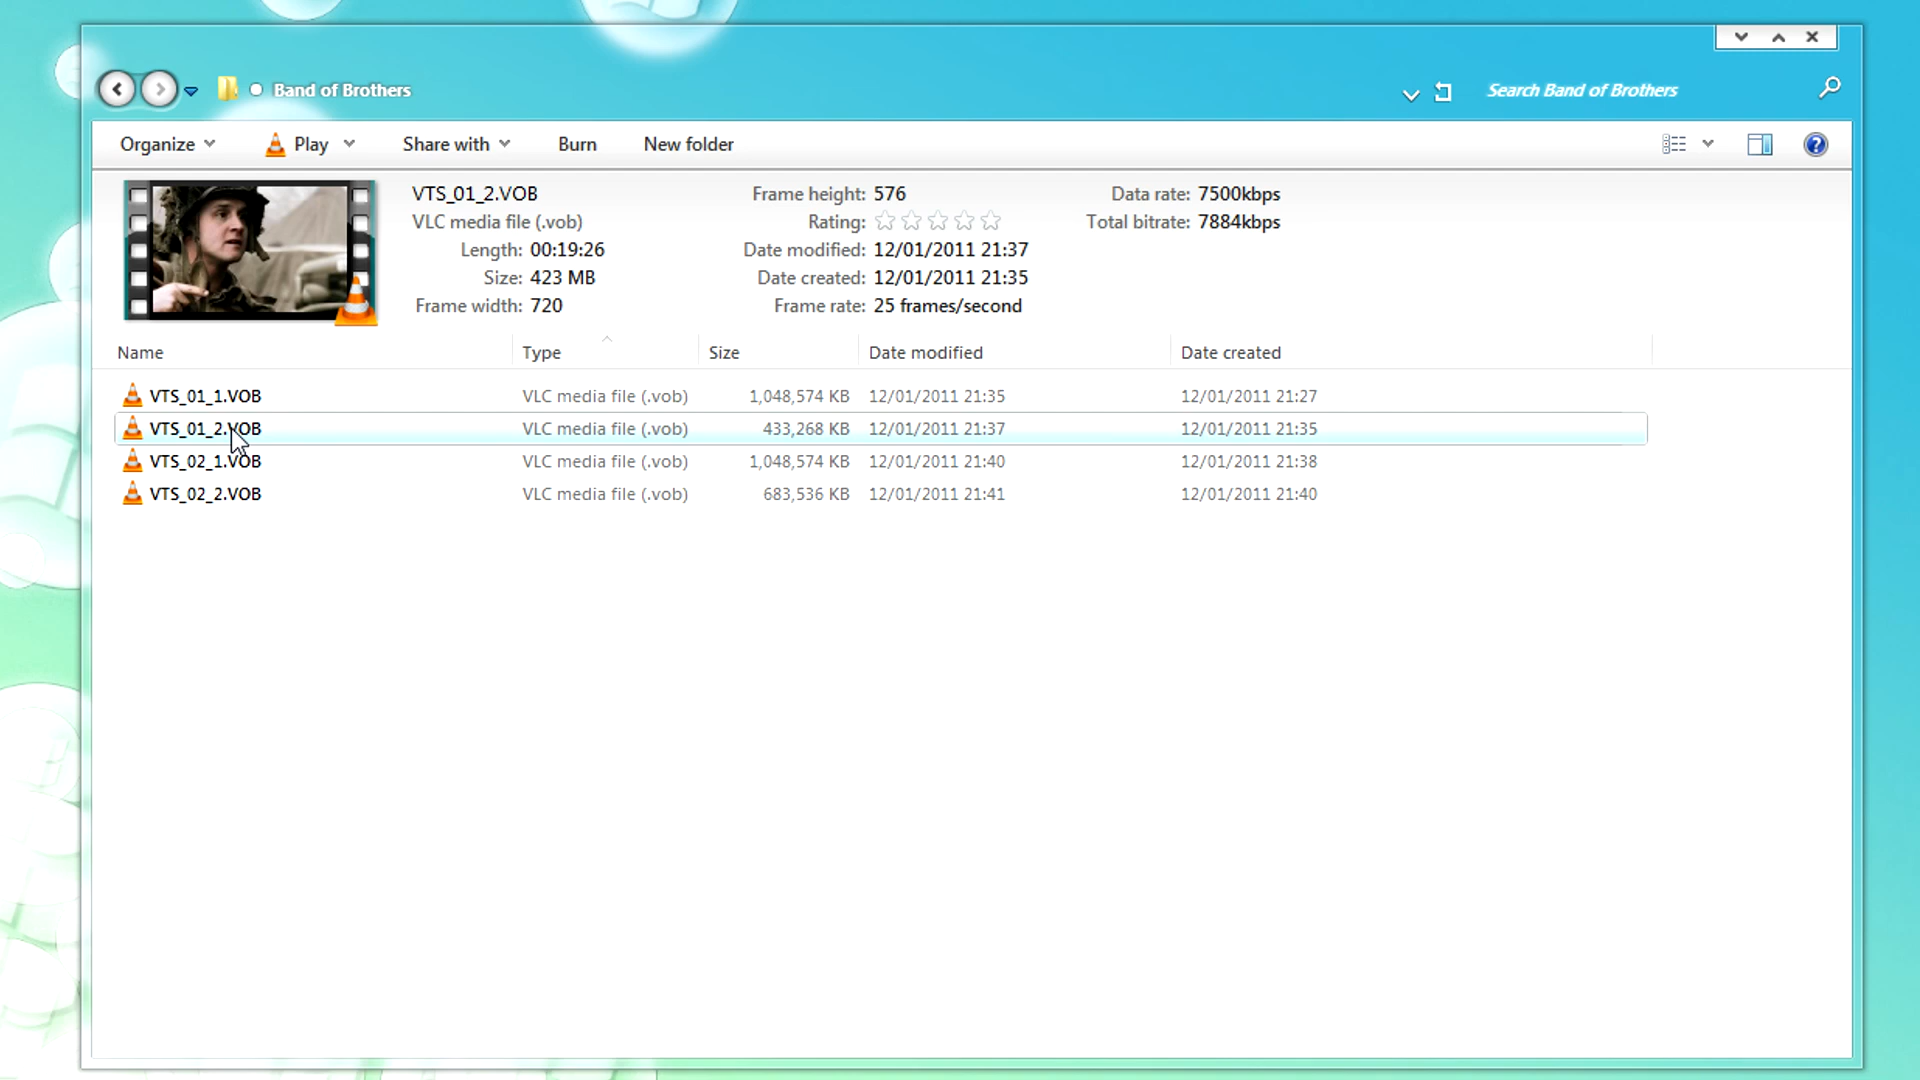 Band of Brothers
Search Band of Brothers
Organize Play Share with Burn New folder
VTS_01_2.VOB Frame height: 576 Data rate: 7500kbps
VLC media file (.vob) Rating: Total bitrate: 7884kbps
Length: 00:19:26 Date modified: 12/01/2011 21:37
Size: 423 MB Date created: 12/01/2011 21:35
Frame width: 720 Frame rate: 25 frames/second
Name Type Size Date modified Date created
VTS_01_1.VOB VLC media file (.vob) 1,048,574 KB 12/01/2011 21:35 12/01/2011 21:27
VTS_01_2.VOB VLC media file (.vob) 433,268 KB 12/01/2011 21:37 12/01/2011 21:35
VTS_02_1.VOB VLC media file (.vob) 1,048,574 KB 12/01/2011 21:40 12/01/2011 21:38
VTS_02_2.VOB VLC media file (.vob) 683,536 KB 12/01/2011 21:41 12/01/2011 21:40